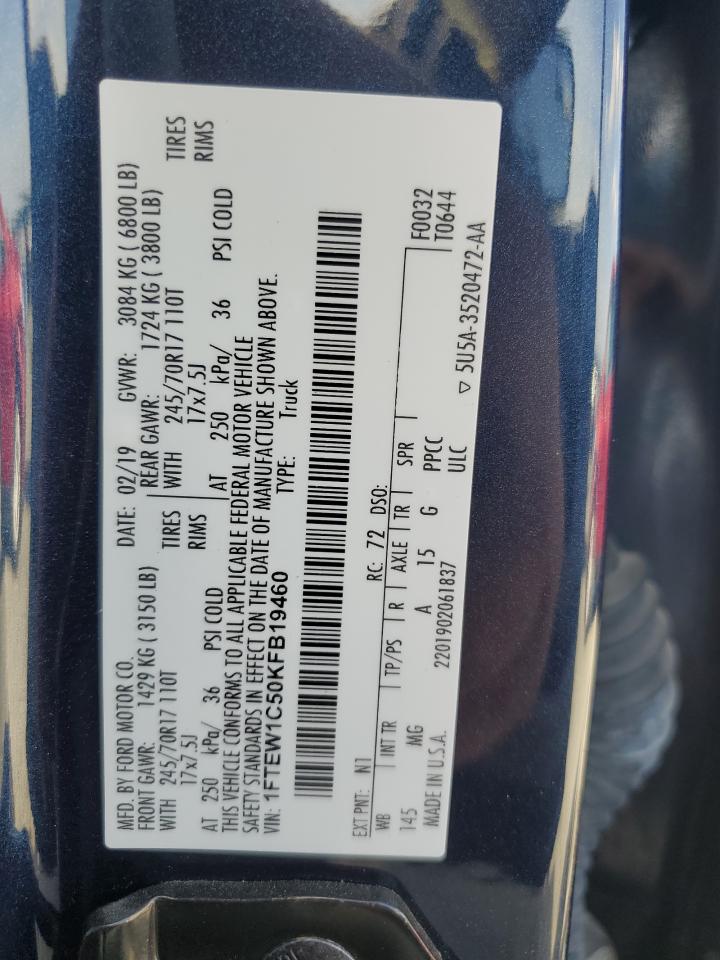 MFD. BY FORD MOTOR CO. DATE: 02/19 GVWR: 3084 KG ( 6800 LB)
FRONT GAWR: 1429 KG ( 3150 LB) REAR GAWR: 1724 KG ( 3800 LB)
WITH 245/70R17 110T TIRES WITH 245/70R17 110T TIRES
17x7.5J RIMS 17x7.5J RIMS
AT 250 kPa/ 36 PSI COLD AT 250 kPa/ 36 PSI COLD
THIS VEHICLE CONFORMS TO ALL APPLICABLE FEDERAL MOTOR VEHICLE
SAFETY STANDARDS IN EFFECT ON THE DATE OF MANUFACTURE SHOWN ABOVE.
VIN: 1FTEW1C50KFB19460 TYPE: Truck
EXT PNT: N1 RC: 72 DSO: F0032
WB INT TR TP/PS R AXLE TR SPR T0644
145 MG A 15 G PPCC
MADE IN U.S.A. 2201902061837 ULC ▽ 5U5A-3520472-AA